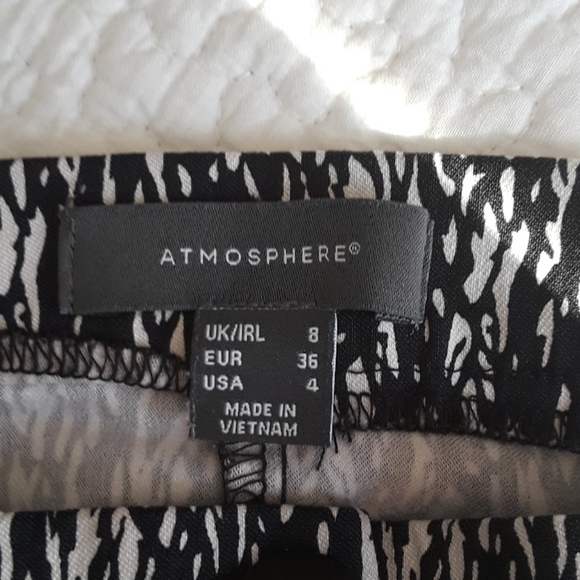 ATMOSPHERE®
UK/IRL 8
EUR 36
USA 4
MADE IN
VIETNAM